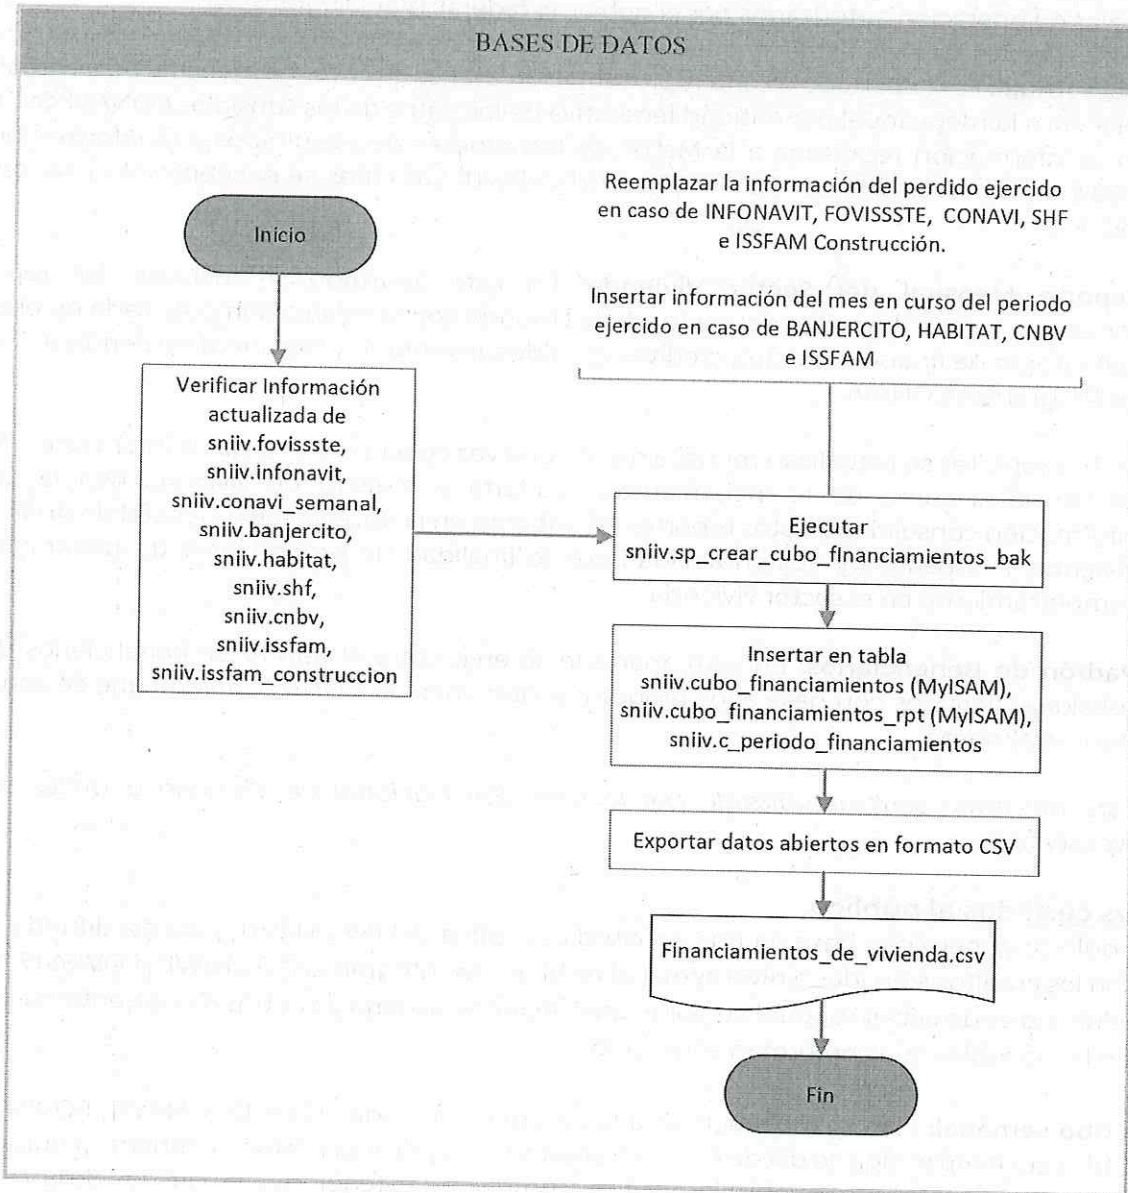 BASES DE DATOS
Inicio
Reemplazar la información del perdido ejercido
en caso de INFONAVIT, FOVISSSTE, CONAVI, SHF
e ISSFAM Construcción.
Insertar información del mes en curso del periodo
ejercido en caso de BANJERCITO, HABITAT, CNBV
e ISSFAM
Verificar Información
actualizada de
sniiv.fovissste,
sniiv.infonavit,
sniiv.conavi_semanal,
sniiv.banjercito,
sniiv.habitat,
sniiv.shf,
sniiv.cnbv,
sniiv.issfam,
sniiv.issfam_construccion
Ejecutar
sniiv.sp_crear_cubo_financiamientos_bak
Insertar en tabla
sniiv.cubo_financiamientos (MyISAM),
sniiv.cubo_financiamientos_rpt (MyISAM),
sniiv.c_periodo_financiamientos
Exportar datos abiertos en formato CSV
Financiamientos_de_vivienda.csv
Fin